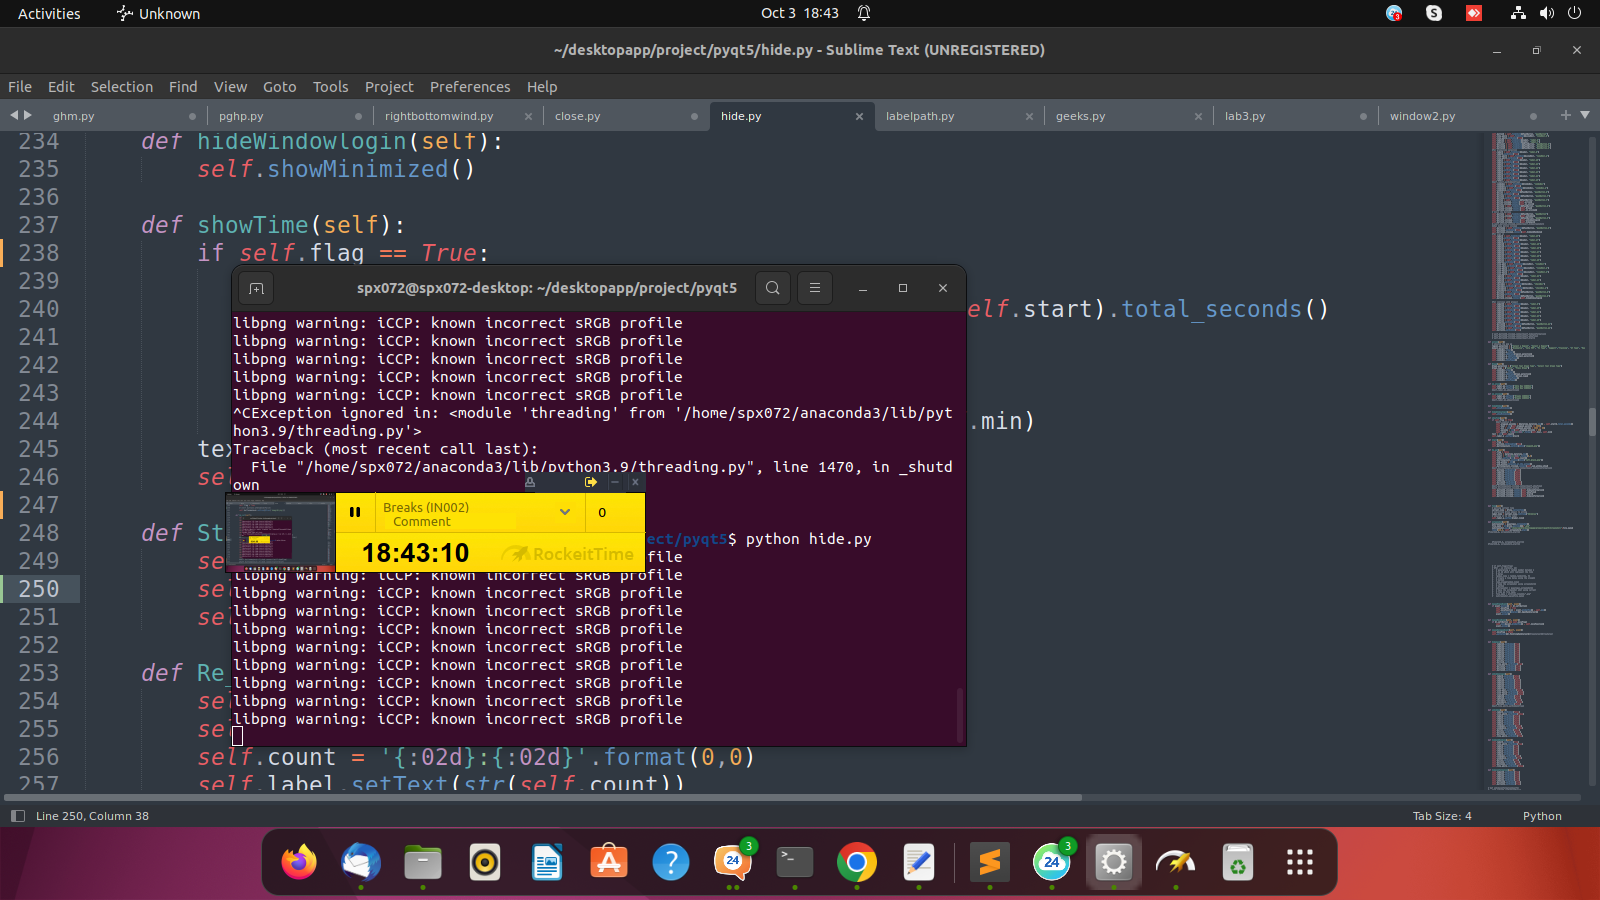 Activities Unknown Oct 3 18:43
~/desktopapp/project/pyqt5/hide.py - Sublime Text (UNREGISTERED)
File Edit Selection Find View Goto Tools Project Preferences Help
ghm.py pghp.py rightbottomwind.py close.py hide.py labelpath.py geeks.py lab3.py window2.py
234 def hideWindowlogin(self):
235 self.showMinimized()
236
237 def showTime(self):
238 if self.flag == True:
239
240 elf.start).total_seconds()
241
242
243
244 .min)
245 tex
246 se
247
248 def St
249 se
250 se
251 se
252
253 def Re
254 se
255 se
256 self.count = '{:02d}:{:02d}'.format(0,0)
257 self.label.setText(str(self.count))
spx072@spx072-desktop: ~/desktopapp/project/pyqt5
libpng warning: iCCP: known incorrect sRGB profile
libpng warning: iCCP: known incorrect sRGB profile
libpng warning: iCCP: known incorrect sRGB profile
libpng warning: iCCP: known incorrect sRGB profile
libpng warning: iCCP: known incorrect sRGB profile
^CException ignored in: <module 'threading' from '/home/spx072/anaconda3/lib/pyt
hon3.9/threading.py'>
Traceback (most recent call last):
File "/home/spx072/anaconda3/lib/python3.9/threading.py", line 1470, in _shutd
own
Breaks (IN002)
Comment
0
18:43:10 RockeitTime
ect/pyqt5$ python hide.py
file
libpng warning: iCCP: known incorrect sRGB profile
libpng warning: iCCP: known incorrect sRGB profile
libpng warning: iCCP: known incorrect sRGB profile
libpng warning: iCCP: known incorrect sRGB profile
libpng warning: iCCP: known incorrect sRGB profile
libpng warning: iCCP: known incorrect sRGB profile
libpng warning: iCCP: known incorrect sRGB profile
libpng warning: iCCP: known incorrect sRGB profile
libpng warning: iCCP: known incorrect sRGB profile
Line 250, Column 38 Tab Size: 4 Python
24 3 24 3